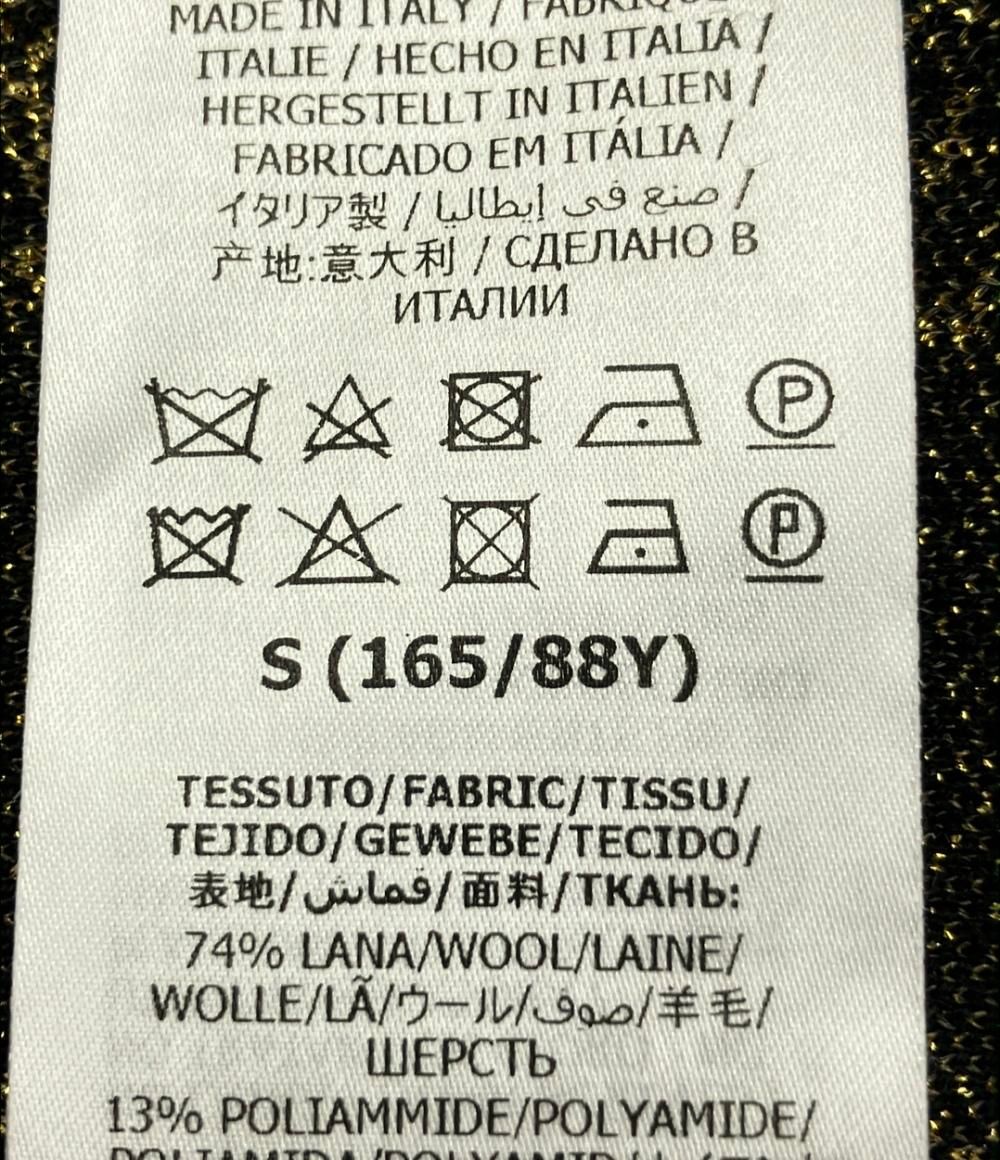 MADE IN ITALY / FABRIQUÉ
ITALIE / HECHO EN ITALIA /
HERGESTELLT IN ITALIEN /
FABRICADO EM ITÁLIA /
イタリア製 / صنع في إيطاليا /
产地:意大利 / СДЕЛАНО В
ИТАЛИИ
P
P
S (165/88Y)
TESSUTO/FABRIC/TISSU/
TEJIDO/GEWEBE/TECIDO/
表地/قماش/面料/ТКАНЬ:
74% LANA/WOOL/LAINE/
WOLLE/LÃ/ウール/صوف/羊毛/
ШЕРСТЬ
13% POLIAMMIDE/POLYAMIDE/